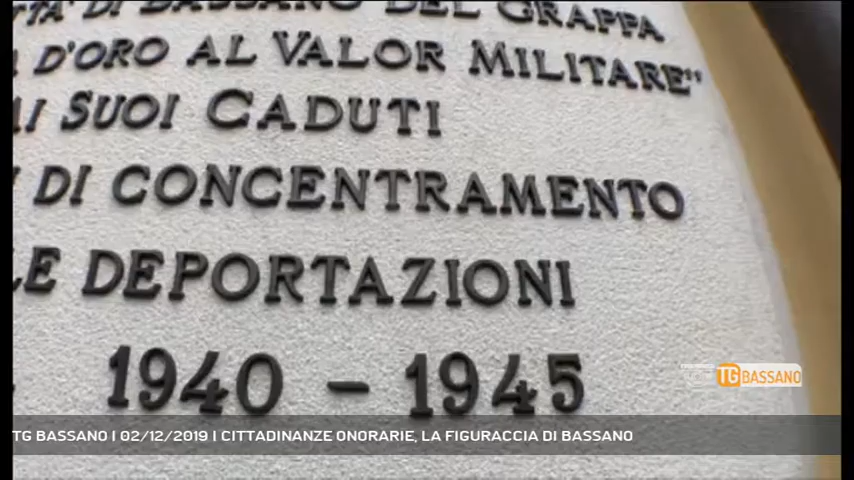 TTA' DI BASSANO DEL GRAPPA
D'ORO AL VALOR MILITARE"
AI SUOI CADUTI
DI CONCENTRAMENTO
LE DEPORTAZIONI
1940 - 1945
TG BASSANO
TG BASSANO | 02/12/2019 | CITTADINANZE ONORARIE, LA FIGURACCIA DI BASSANO